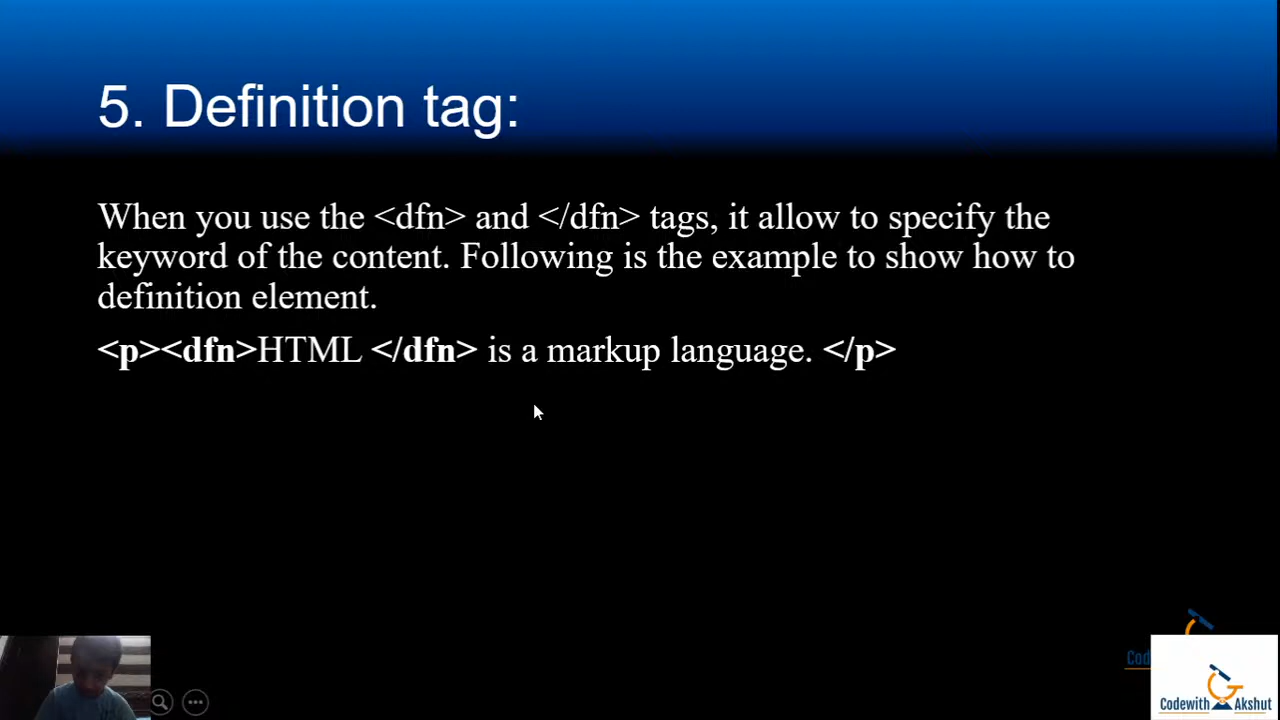 5. Definition tag:
When you use the <dfn> and </dfn> tags, it allow to specify the
keyword of the content. Following is the example to show how to
definition element.
<p><dfn>HTML </dfn> is a markup language. </p>
Cod
Codewith Akshut